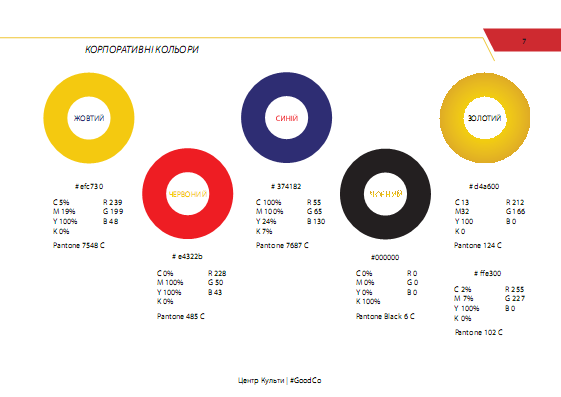 7
КОРПОРАТИВНІ КОЛЬОРИ
ЖОВТИЙ
#efc730
C 5% R 239
M 19% G 199
Y 100% B 48
K 0%
Pantone 7548 C
ЧЕРВОНИЙ
# e4322b
C 0% R 228
M 100% G 50
Y 100% B 43
K 0%
Pantone 485 C
СИНІЙ
# 374182
C 100% R 55
M 100% G 65
Y 24% B 130
K 7%
Pantone 7687 C
#000000
C 0% R 0
M 0% G 0
Y 0% B 0
K 100%
Pantone Black 6 C
ЗОЛОТИЙ
# d4a600
C 13 R 212
M32 G 166
Y 100 B 0
K 0
Pantone 124 C
# ffe300
C 2% R 255
M 7% G 227
Y 100% B 0
K 0%
Pantone 102 C
Центр Культи | #GoodCo